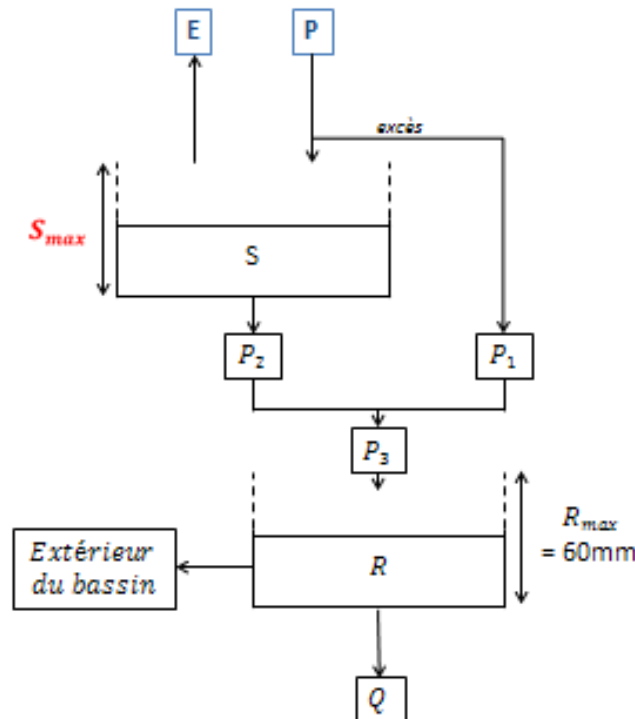 E
P
excès
S_max
S
P_2
P_1
P_3
R_max
= 60mm
Extérieur
du bassin
R
Q